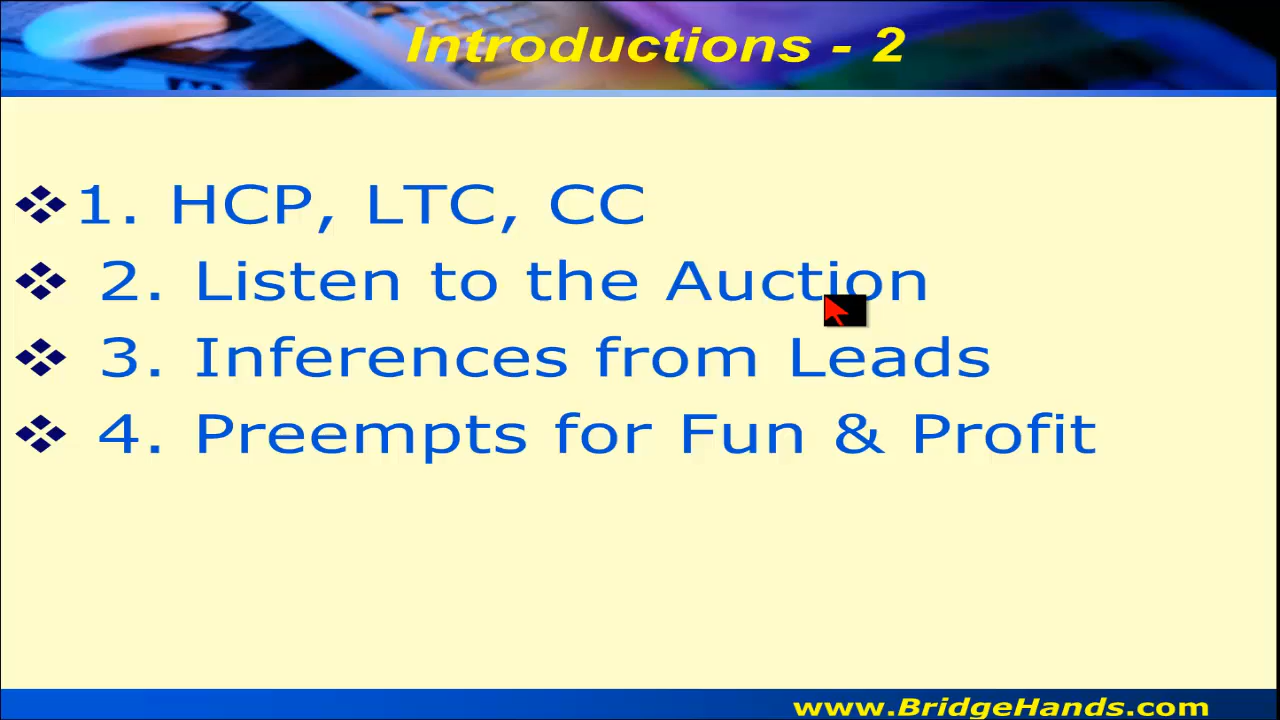 Introductions - 2
1. HCP, LTC, CC
2. Listen to the Auction
3. Inferences from Leads
4. Preempts for Fun & Profit
www.BridgeHands.com